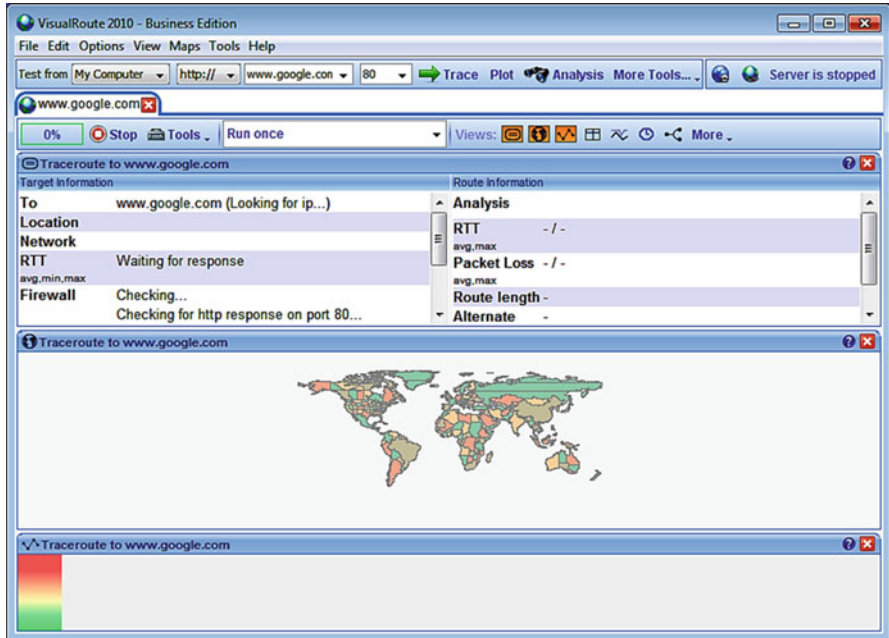 VisualRoute 2010 - Business Edition
File Edit Options View Maps Tools Help
Test from My Computer http:// www.google.con 80 Trace Plot Analysis More Tools... Server is stopped
www.google.com
0% Stop Tools Run once Views: More
Traceroute to www.google.com
Target Information Route Information
To www.google.com (Looking for ip...) Analysis
Location
Network
RTT - / -
avg,max
RTT Waiting for response
avg,min,max
Packet Loss - / -
avg,max
Firewall Checking...
Route length -
Checking for http response on port 80...
Alternate -
Traceroute to www.google.com
Traceroute to www.google.com